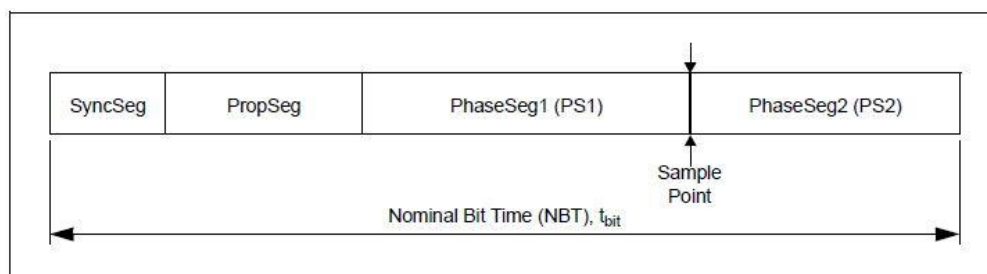 SyncSeg PropSeg PhaseSeg1 (PS1) PhaseSeg2 (PS2)
Sample
Point
Nominal Bit Time (NBT), tbit